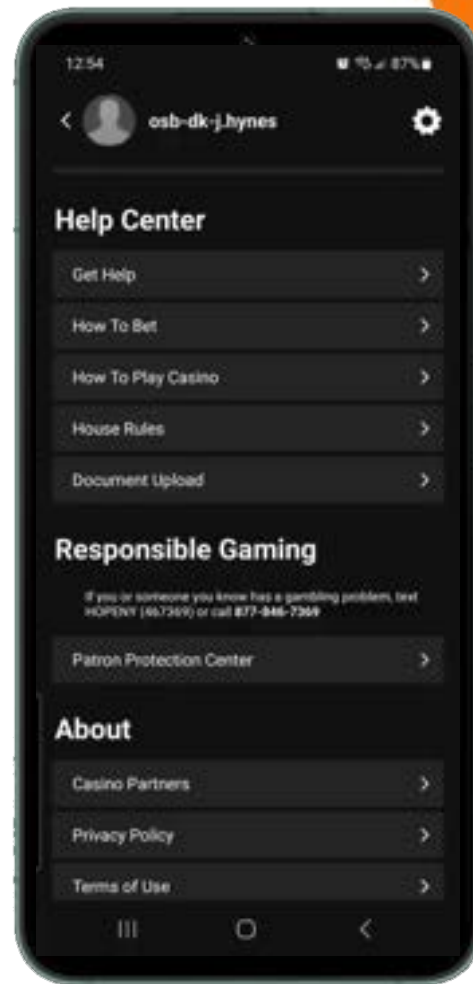 12:54
87%
osb-dk-j.hynes
Help Center
Get Help
How To Bet
How To Play Casino
House Rules
Document Upload
Responsible Gaming
If you or someone you know has a gambling problem, text
HOPENY (467369) or call 877-846-7369
Patron Protection Center
About
Casino Partners
Privacy Policy
Terms of Use